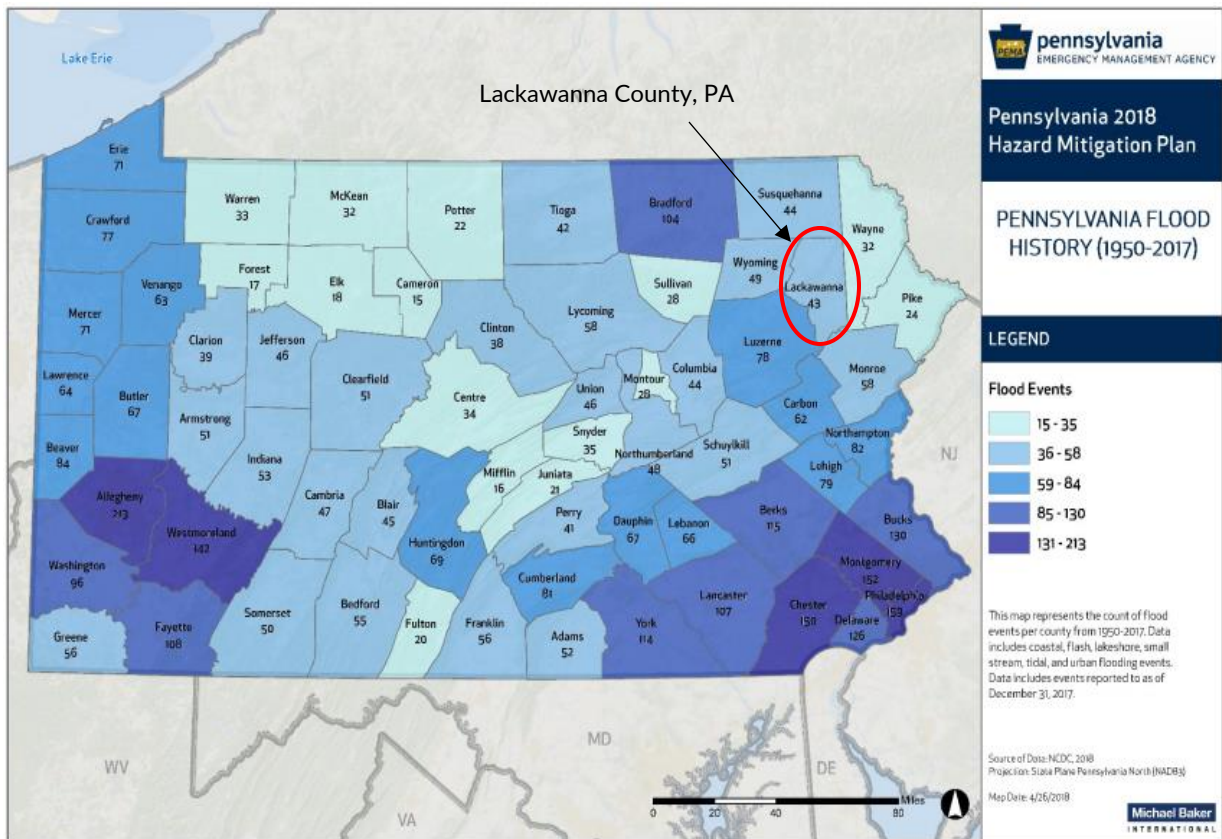 Lake Erie
Lackawanna County, PA
Erie
71
Crawford
77
Warren
33
McKean
32
Potter
22
Tioga
42
Bradford
104
Susquehanna
44
Wayne
32
Wyoming
49
Lackawanna
43
Pike
24
Sullivan
28
Forest
17
Elk
18
Cameron
15
Venango
63
Mercer
71
Clarion
39
Jefferson
46
Clinton
38
Lycoming
58
Luzerne
78
Monroe
58
Lawrence
64
Butler
67
Clearfield
51
Centre
34
Union
46
Montour
28
Columbia
44
Carbon
62
Armstrong
51
Snyder
35
Northumberland
48
Schuylkill
51
Northampton
82
Lehigh
79
NJ
Beaver
84
Indiana
53
Cambria
47
Blair
45
Mifflin
16
Juniata
21
Perry
41
Dauphin
67
Lebanon
66
Berks
115
Bucks
130
Allegheny
213
Westmoreland
142
Huntingdon
69
Montgomery
152
Washington
96
Cumberland
81
Lancaster
107
Chester
150
Philadelphia
153
Delaware
126
Greene
56
Fayette
108
Somerset
50
Bedford
55
Fulton
20
Franklin
56
Adams
52
York
114
WV
MD
DE
VA
0 20 40 80
Miles
pennsylvania
PEMA
EMERGENCY MANAGEMENT AGENCY
Pennsylvania 2018
Hazard Mitigation Plan
PENNSYLVANIA FLOOD
HISTORY (1950-2017)
LEGEND
Flood Events
15 - 35
36 - 58
59 - 84
85 - 130
131 - 213
This map represents the count of flood
events per county from 1950-2017. Data
includes coastal, flash, lakeshore, small
stream, tidal, and urban flooding events.
Data includes events reported to as of
December 31, 2017.
Source of Data: NCDC, 2018
Projection: State Plane Pennsylvania North (NAD83)
Map Date: 4/26/2018
Michael Baker
INTERNATIONAL